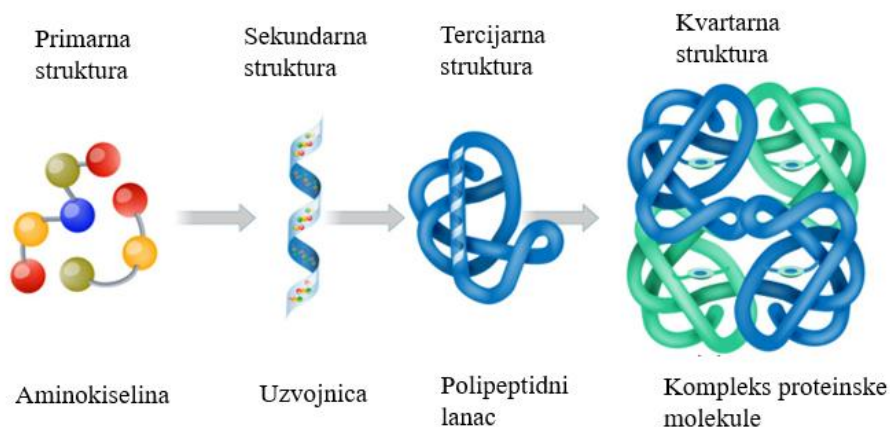 Primarna
struktura
Sekundarna
struktura
Tercijarna
struktura
Kvartarna
struktura
Aminokiselina
Uzvojnica
Polipeptidni
lanac
Kompleks proteinske
molekule